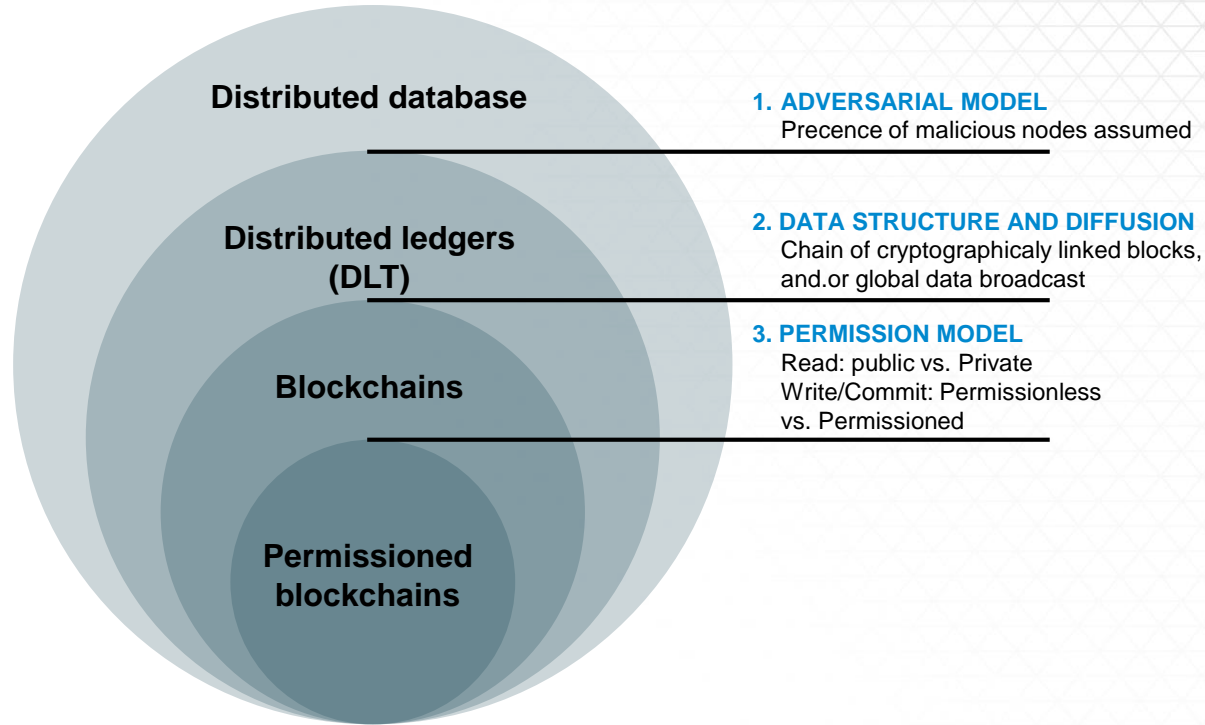 Distributed database
Distributed ledgers
(DLT)
Blockchains
Permissioned
blockchains
1. ADVERSARIAL MODEL
Precence of malicious nodes assumed
2. DATA STRUCTURE AND DIFFUSION
Chain of cryptographicaly linked blocks,
and.or global data broadcast
3. PERMISSION MODEL
Read: public vs. Private
Write/Commit: Permissionless
vs. Permissioned